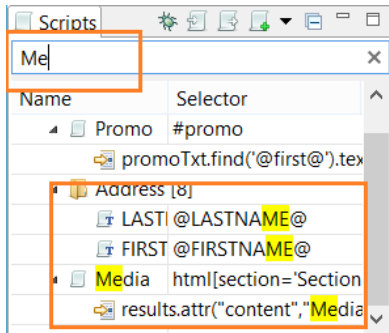 Scripts
Me
Name Selector
Promo #promo
promoTxt.find('@first@').tex
Address [8]
LASTI @LASTNAME@
FIRST @FIRSTNAME@
Media html[section='Section
results.attr("content","Media